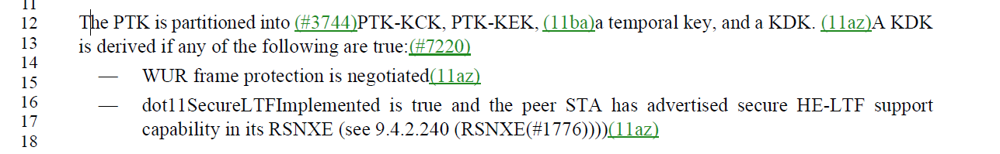 11
12 The PTK is partitioned into (#3744)PTK-KCK, PTK-KEK, (11ba)a temporal key, and a KDK. (11az)A KDK
13 is derived if any of the following are true:(#7220)
14
15 — WUR frame protection is negotiated(11az)
16 — dot11SecureLTFImplemented is true and the peer STA has advertised secure HE-LTF support
17 capability in its RSNXE (see 9.4.2.240 (RSNXE(#1776))))(11az)
18